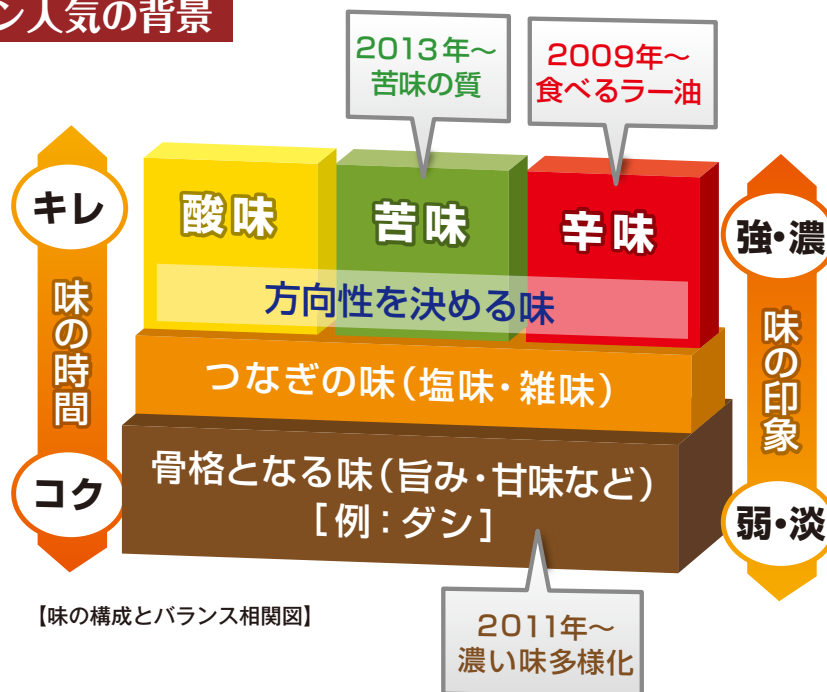 ン人気の背景
2013年〜
苦味の質
2009年〜
食べるラー油
キレ
味の時間
コク
酸味
苦味
辛味
方向性を決める味
つなぎの味(塩味・雑味)
骨格となる味(旨み・甘味など)
[例：ダシ]
強・濃
味の印象
弱・淡
【味の構成とバランス相関図】
2011年〜
濃い味多様化